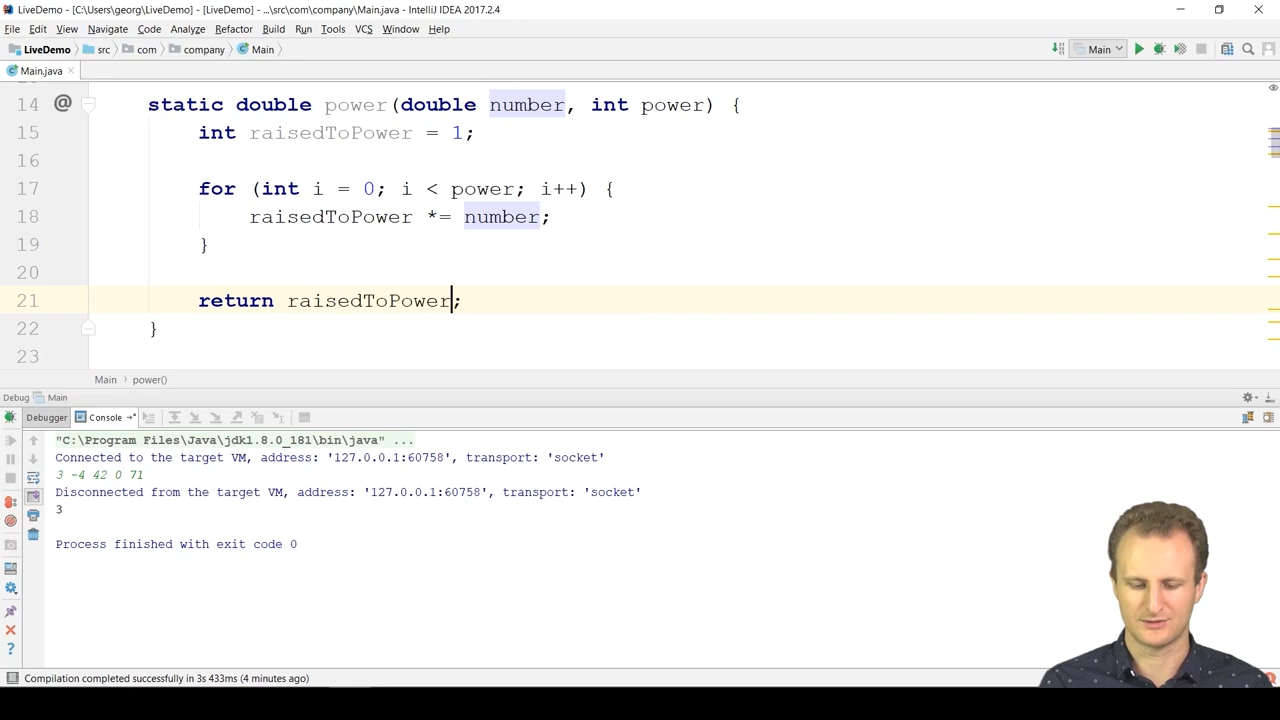 LiveDemo - [C:\Users\georg\LiveDemo] - [LiveDemo] - ...\src\com\company\Main.java - IntelliJ IDEA 2017.2.4
File Edit View Navigate Code Analyze Refactor Build Run Tools VCS Window Help
LiveDemo src com company Main Main
Main.java
14 @ static double power(double number, int power) {
15 int raisedToPower = 1;
16
17 for (int i = 0; i < power; i++) {
18 raisedToPower *= number;
19 }
20
21 return raisedToPower;
22 }
23
Main power()
Debug Main
Debugger Console
"C:\Program Files\Java\jdk1.8.0_181\bin\java" ...
Connected to the target VM, address: '127.0.0.1:60758', transport: 'socket'
3 -4 42 0 71
Disconnected from the target VM, address: '127.0.0.1:60758', transport: 'socket'
3
Process finished with exit code 0
Compilation completed successfully in 3s 433ms (4 minutes ago)